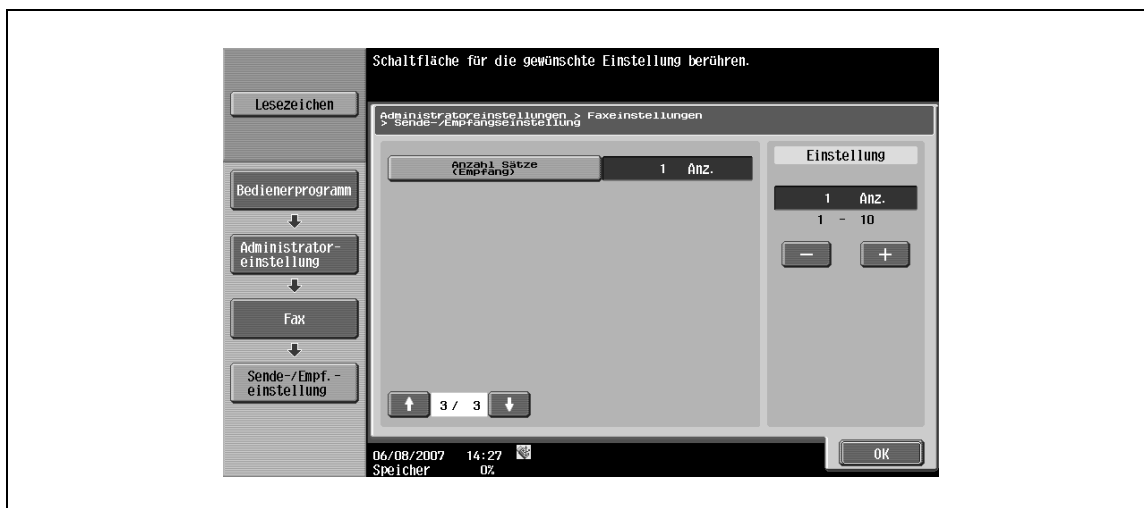 Schaltfläche für die gewünschte Einstellung berühren.
Lesezeichen
Administratoreinstellungen > Faxeinstellungen
> Sende-/Empfangseinstellung
Bedienerprogramm
Administrator-
einstellung
Fax
Sende-/Empf.-
einstellung
Anzahl Sätze
(Empfang)
1 Anz.
3/ 3
Einstellung
1 Anz.
1 - 10
− +
06/08/2007 14:27
Speicher 0%
OK